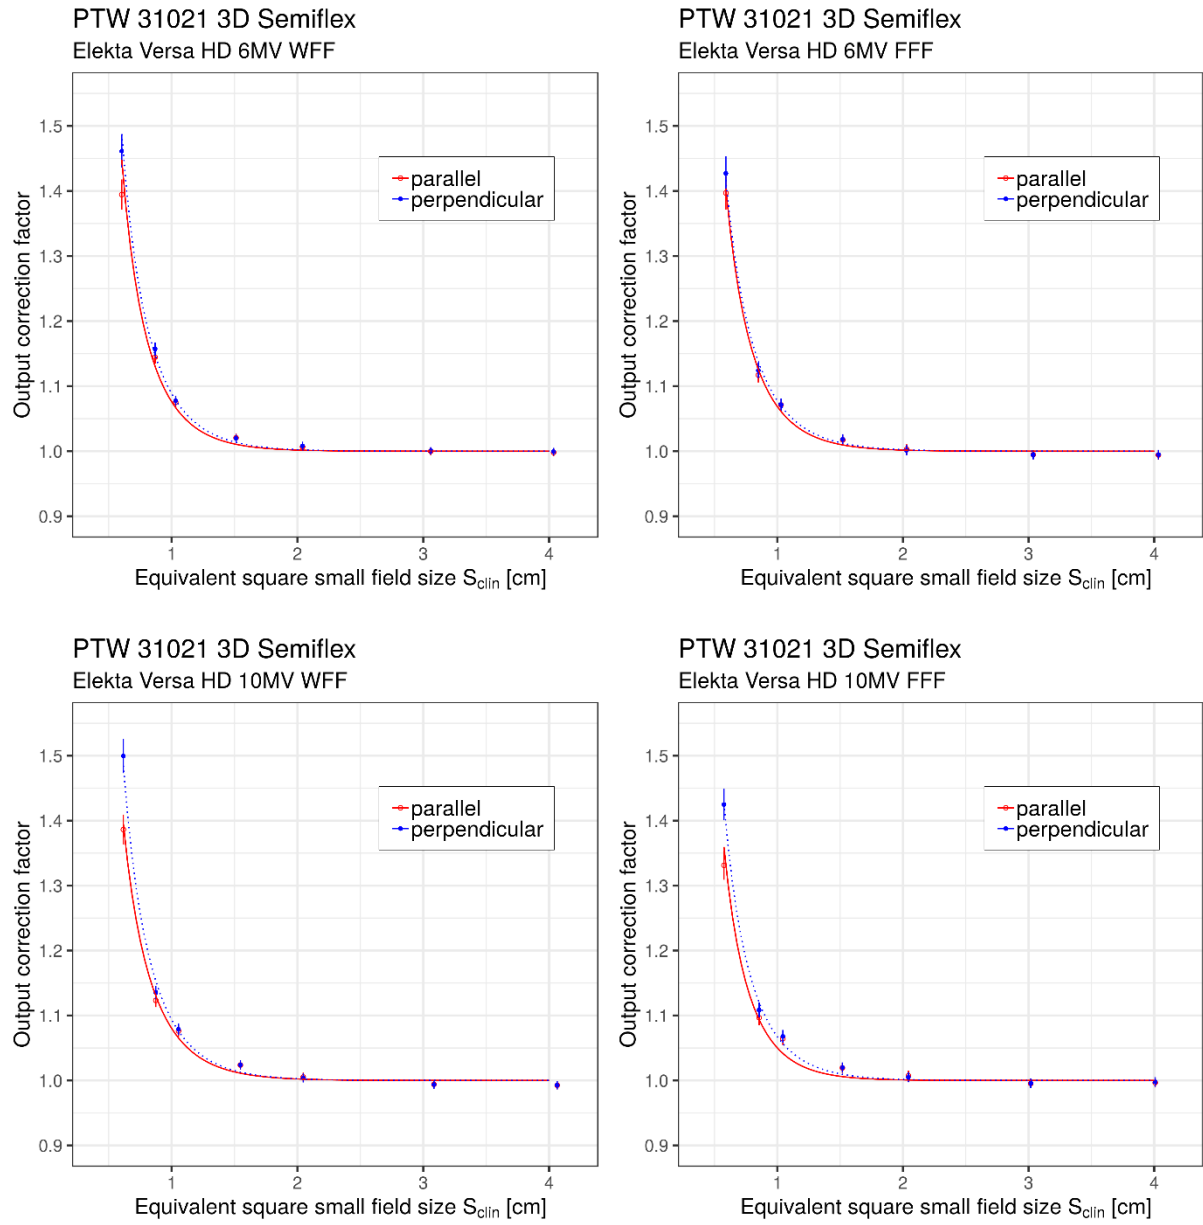 PTW 31021 3D Semiflex
Elekta Versa HD 6MV WFF
1.5
1.4
1.3
1.2
1.1
1.0
0.9
Output correction factor
parallel
perpendicular
1 2 3 4
Equivalent square small field size Sclin [cm]
PTW 31021 3D Semiflex
Elekta Versa HD 6MV FFF
1.5
1.4
1.3
1.2
1.1
1.0
0.9
Output correction factor
parallel
perpendicular
1 2 3 4
Equivalent square small field size Sclin [cm]
PTW 31021 3D Semiflex
Elekta Versa HD 10MV WFF
1.5
1.4
1.3
1.2
1.1
1.0
0.9
Output correction factor
parallel
perpendicular
1 2 3 4
Equivalent square small field size Sclin [cm]
PTW 31021 3D Semiflex
Elekta Versa HD 10MV FFF
1.5
1.4
1.3
1.2
1.1
1.0
0.9
Output correction factor
parallel
perpendicular
1 2 3 4
Equivalent square small field size Sclin [cm]